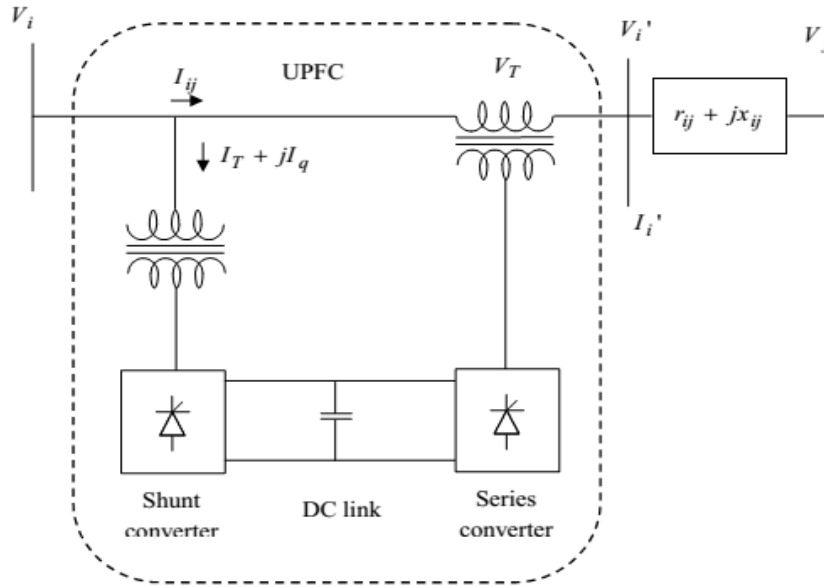 V_i
I_ij
UPFC
V_T
V_i'
V
I_T + jI_q
r_ij + jx_ij
I_i'
Shunt
converter
DC link
Series
converter